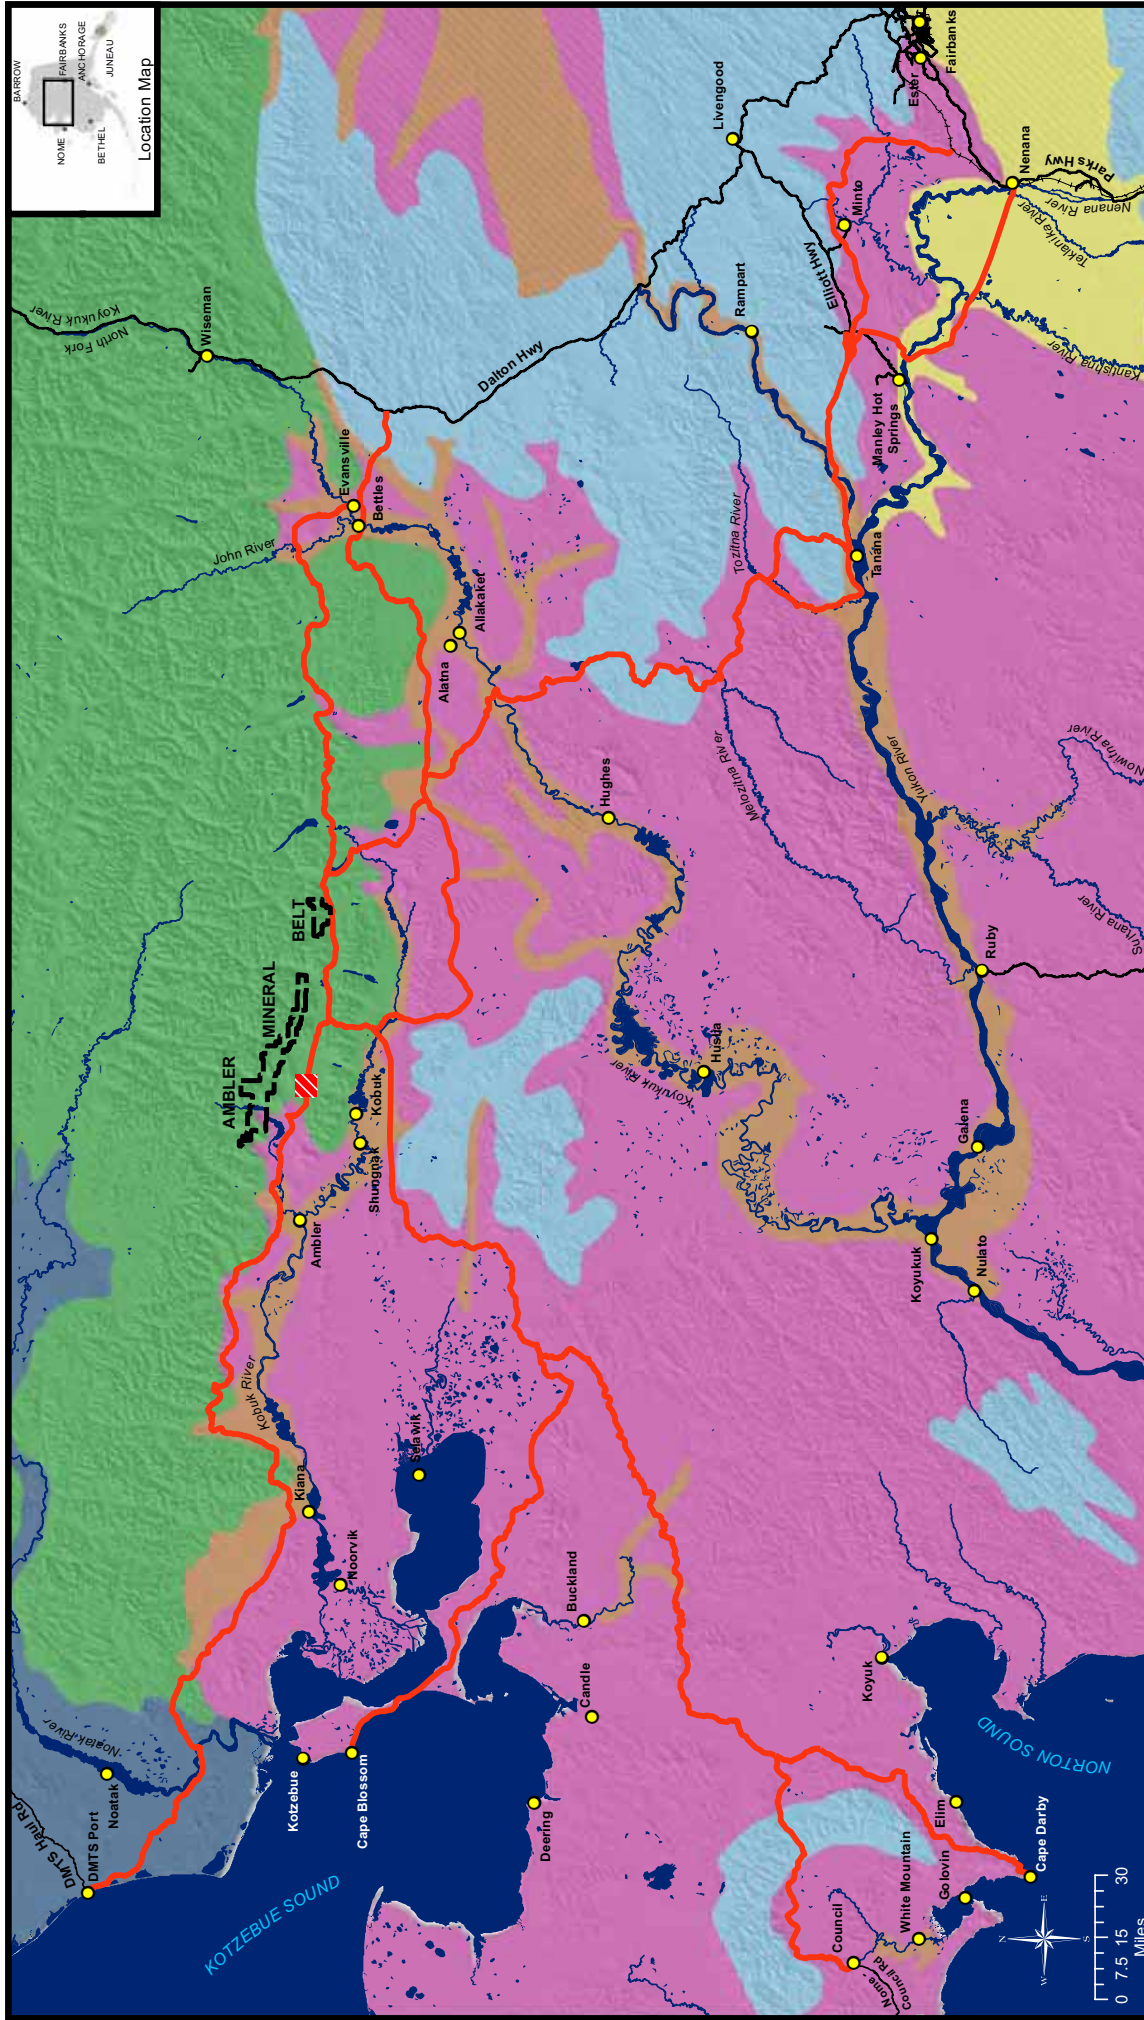 BARROW
FAIRBANKS
ANCHORAGE
JUNEAU
NOME
BETHEL
Location Map
Koyukuk River
North Fork
Wiseman
Livengood
Ester
Fairbanks
Dalton Hwy
Elliott Hwy
Minto
Parks Hwy
Nenana
Nenana River
Teklanika River
Kantishna River
Rampart
Manley Hot
Springs
Evansville
Bettles
John River
Allakaket
Alatna
Tozitna River
Tanana
Melozitna River
Yukon River
Nowitna River
Sulatna River
Hughes
Ruby
BELT
MINERAL
AMBLER
Kobuk
Shungnak
Ambler
Huslia
Koyukuk River
Galena
Koyukuk
Nulato
Kobuk River
Kiana
Selawik
Noorvik
Buckland
Candle
Deering
Koyuk
NORTON SOUND
Noatak River
Noatak
DMTS Haul Rd
DMTS Port
Kotzebue
Cape Blossom
KOTZEBUE SOUND
Elim
Cape Darby
Golovin
White Mountain
Council
Nome -
Council Rd
N
E
S
W
0 7.5 15 30
Miles